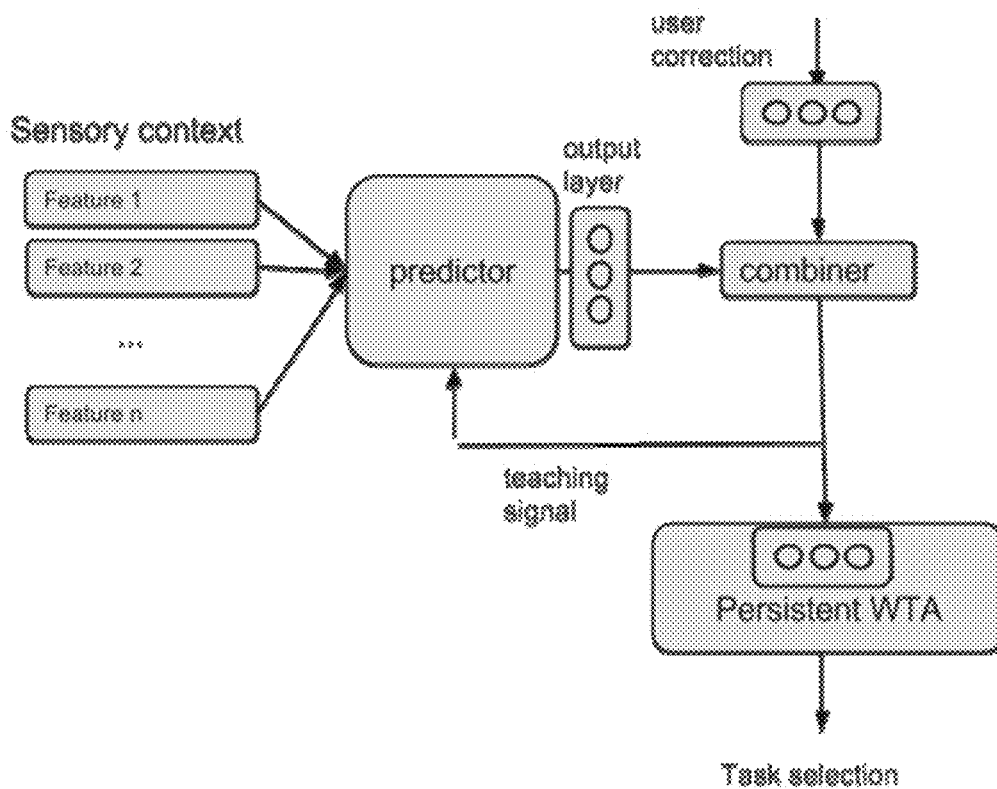 user
correction
Sensory context
output
layer
Feature 1
Feature 2
predictor
combiner
...
Feature n
teaching
signal
Persistent WTA
Task selection